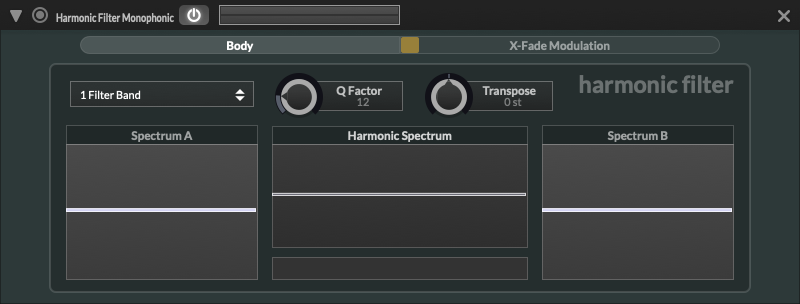 Harmonic Filter Monophonic
Body
X-Fade Modulation
1 Filter Band
Q Factor
12
Transpose
0 st
harmonic filter
Spectrum A
Harmonic Spectrum
Spectrum B